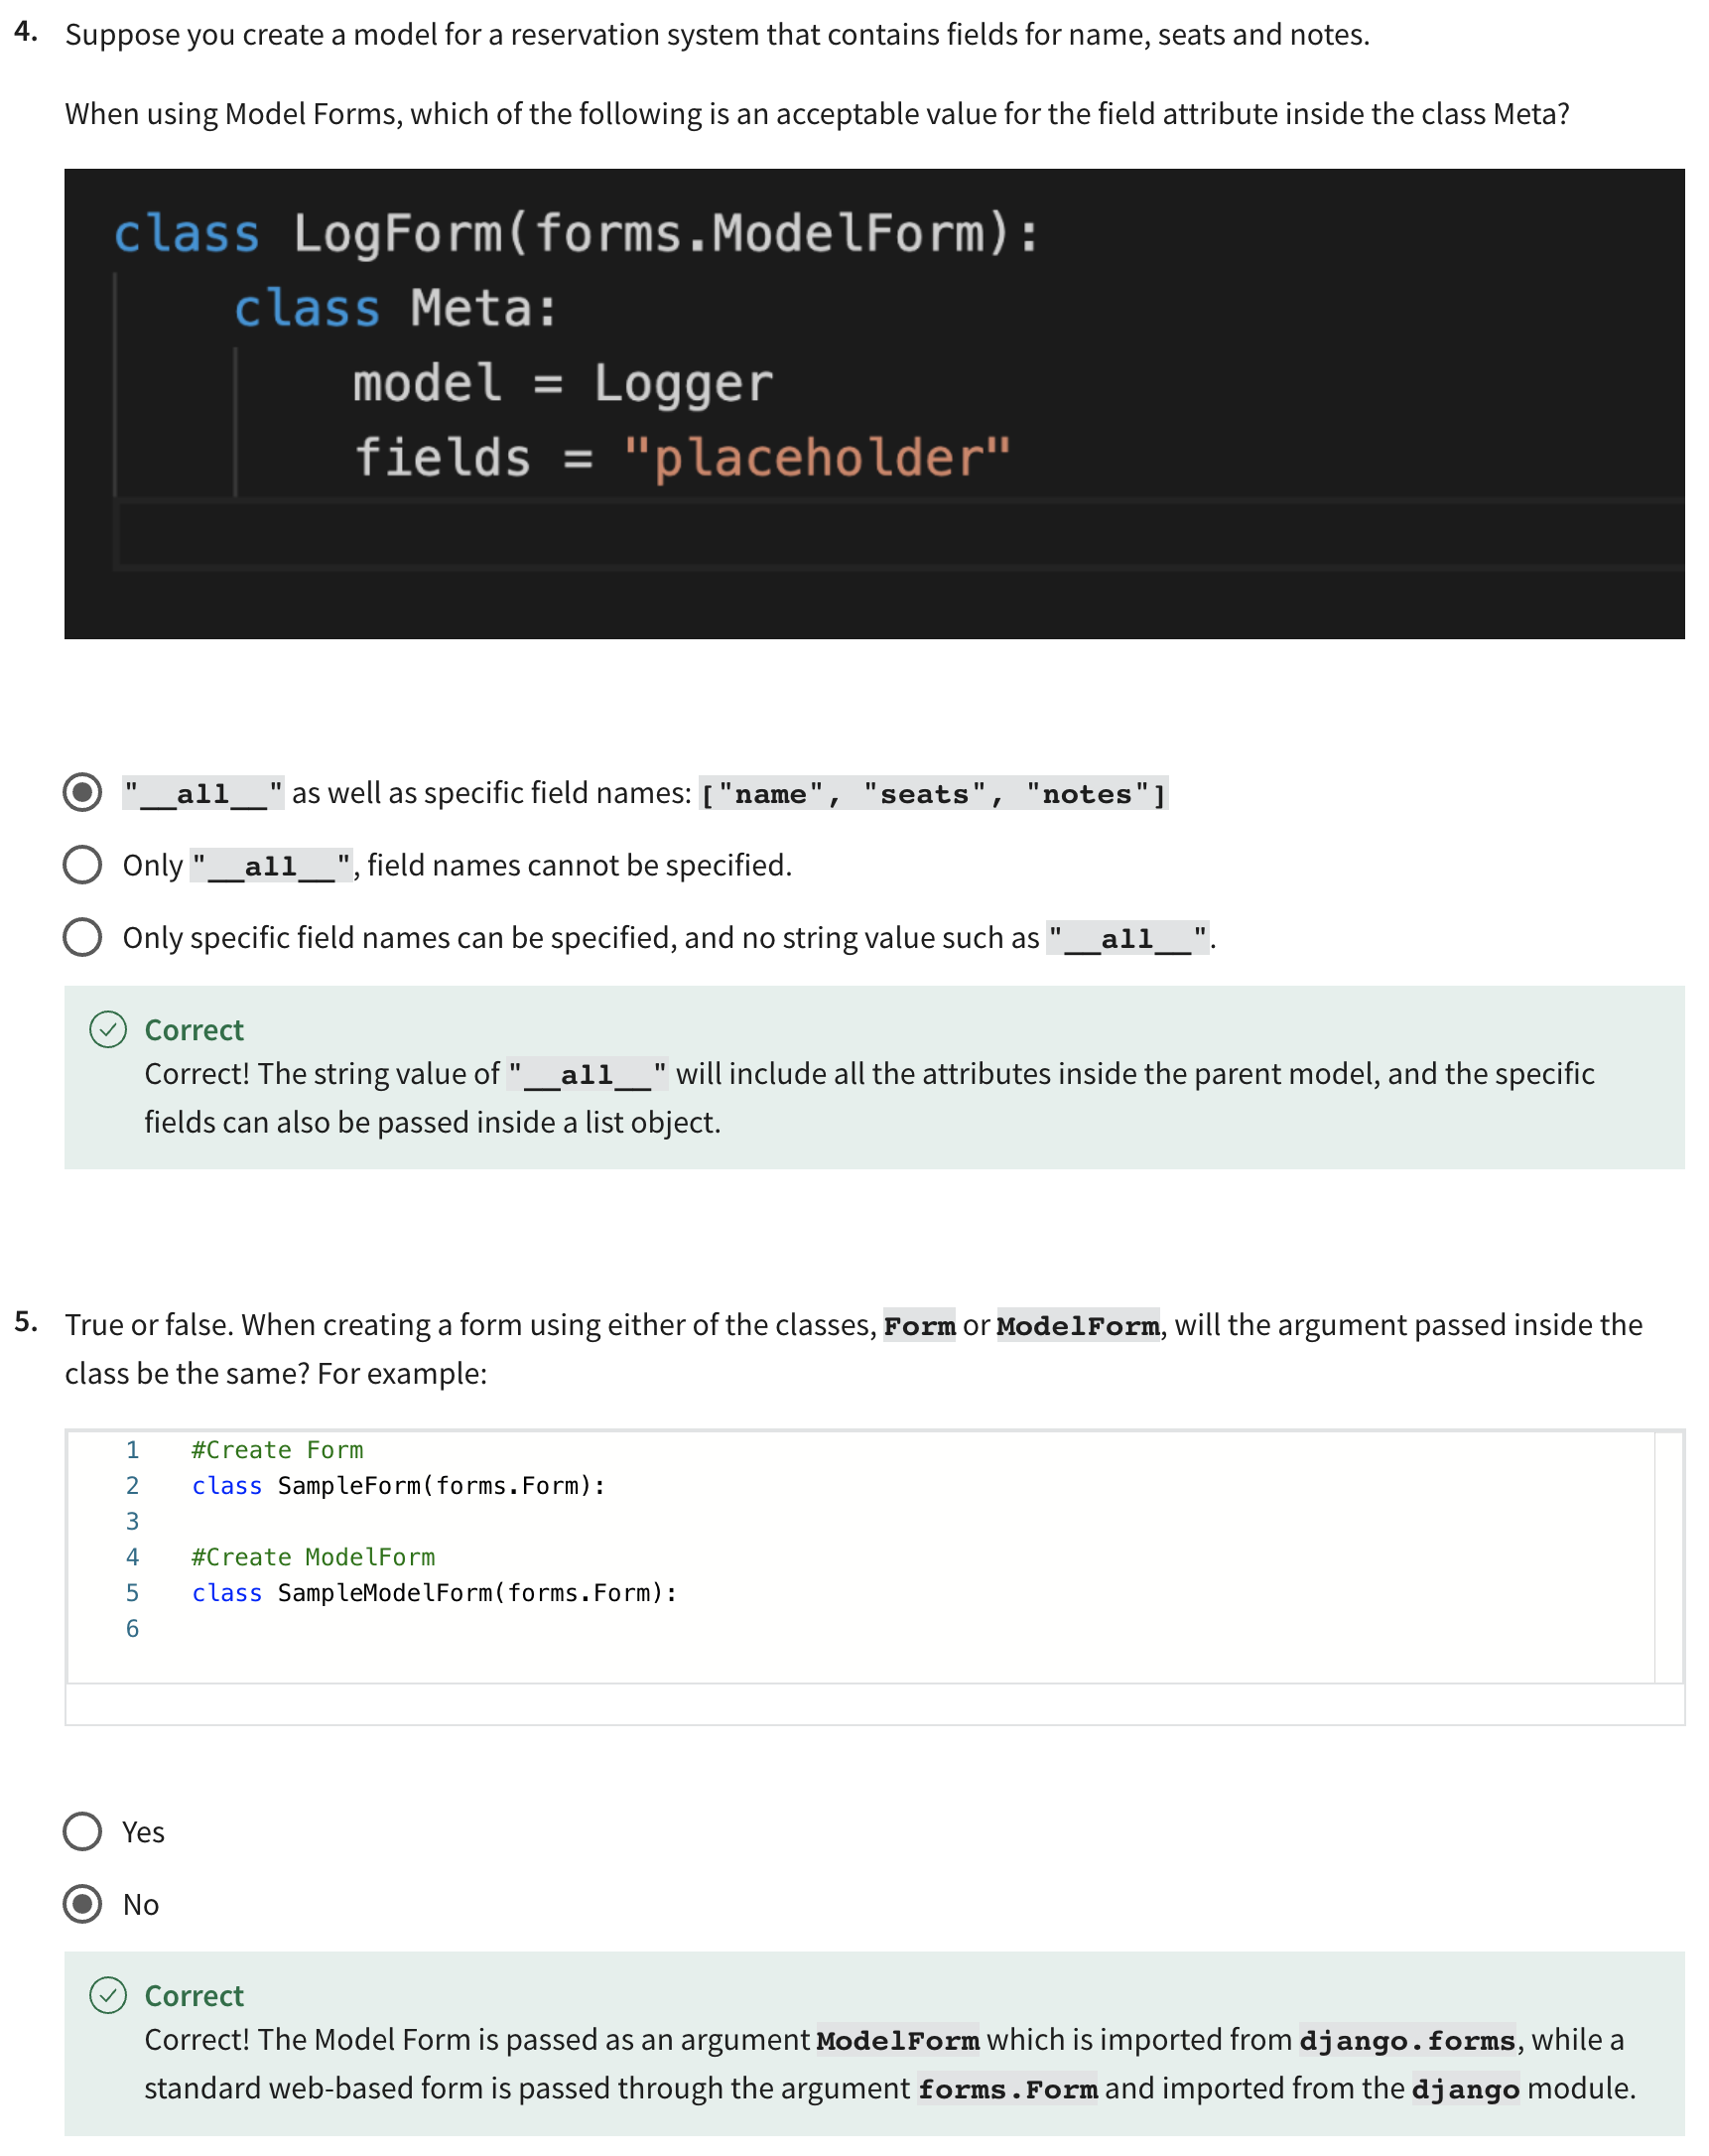 4. Suppose you create a model for a reservation system that contains fields for name, seats and notes.
When using Model Forms, which of the following is an acceptable value for the field attribute inside the class Meta?
class LogForm(forms.ModelForm):
class Meta:
model = Logger
fields = "placeholder"
"__all__" as well as specific field names: ["name", "seats", "notes"]
Only "__all__", field names cannot be specified.
Only specific field names can be specified, and no string value such as "__all__".
Correct
Correct! The string value of "__all__" will include all the attributes inside the parent model, and the specific
fields can also be passed inside a list object.
5. True or false. When creating a form using either of the classes, Form or ModelForm, will the argument passed inside the
class be the same? For example:
1 #Create Form
2 class SampleForm(forms.Form):
3
4 #Create ModelForm
5 class SampleModelForm(forms.Form):
6
Yes
No
Correct
Correct! The Model Form is passed as an argument ModelForm which is imported from django.forms, while a
standard web-based form is passed through the argument forms.Form and imported from the django module.